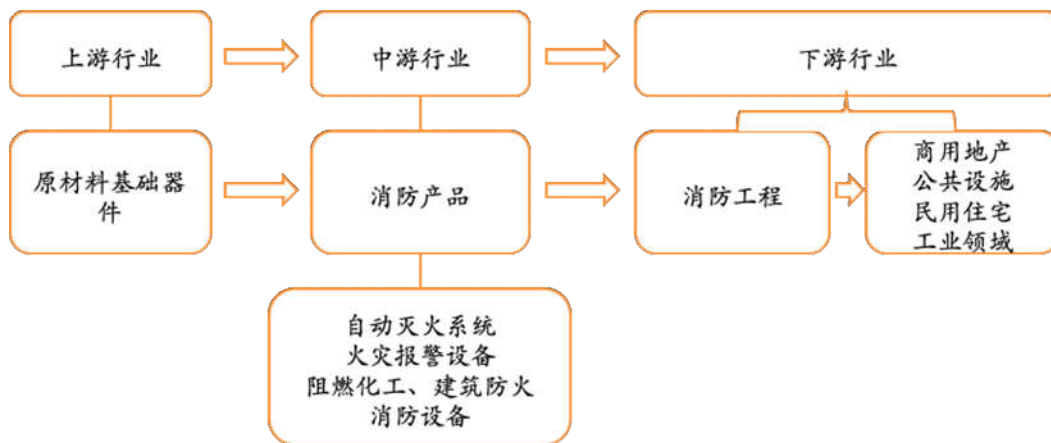 上游行业
中游行业
下游行业
原材料基础器
件
消防产品
消防工程
商用地产
公共设施
民用住宅
工业领域
自动灭火系统
火灾报警设备
阻燃化工、建筑防火
消防设备